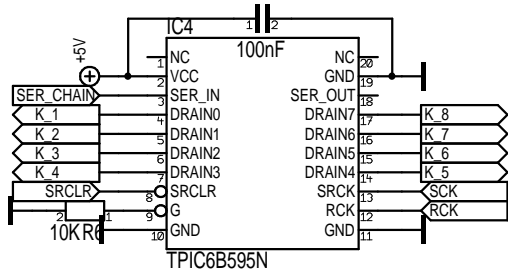 IC4
1 2
100nF
+5V
NC 1 NC 20
VCC 2 GND 19
SER_CHAIN 3 SER_IN SER_OUT 18
K_1 4 DRAIN0 DRAIN7 17 K_8
K_2 5 DRAIN1 DRAIN6 16 K_7
K_3 6 DRAIN2 DRAIN5 15 K_6
K_4 7 DRAIN3 DRAIN4 14 K_5
SRCLR 8 SRCLR SRCK 13 SCK
2 1 9 G RCK 12 RCK
10K R6 10 GND GND 11
TPIC6B595N